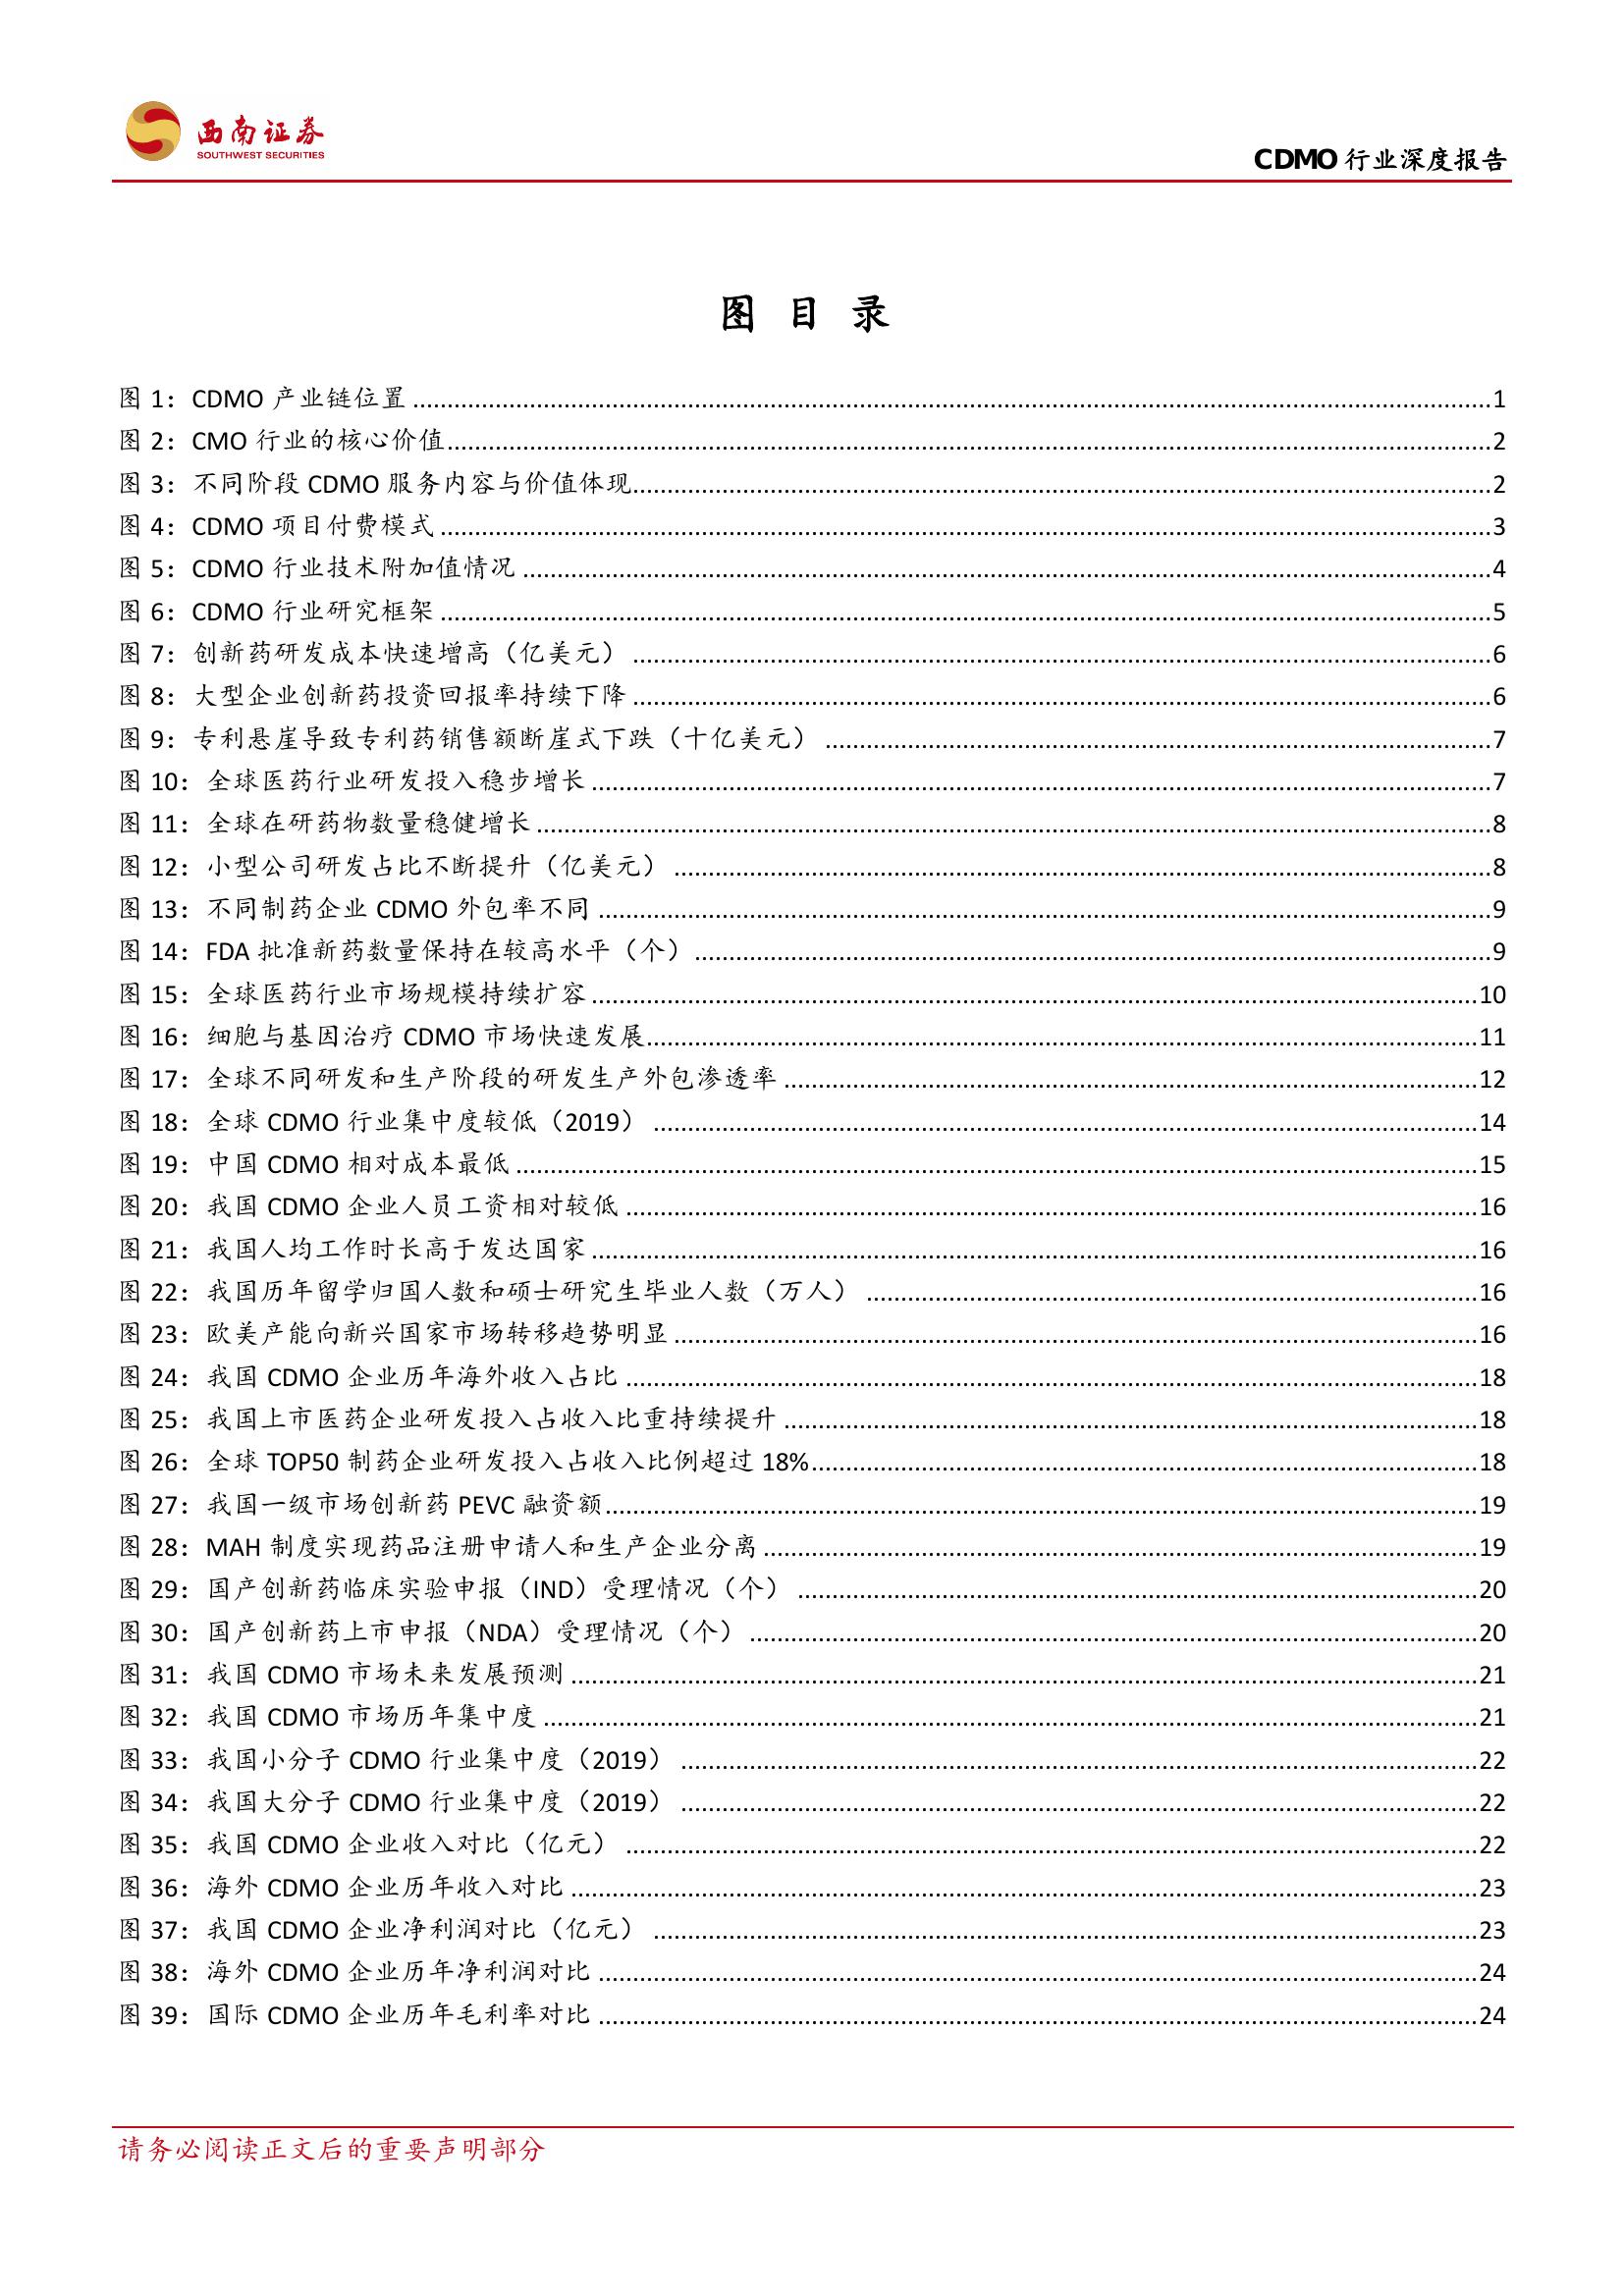 西南证券
SOUTHWEST SECURITIES
CDMO 行业深度报告
图 目 录
图 1：CDMO 产业链位置 ........ 1
图 2：CMO 行业的核心价值 ........ 2
图 3：不同阶段 CDMO 服务内容与价值体现 ........ 2
图 4：CDMO 项目付费模式 ........ 3
图 5：CDMO 行业技术附加值情况 ........ 4
图 6：CDMO 行业研究框架 ........ 5
图 7：创新药研发成本快速增高（亿美元） ........ 6
图 8：大型企业创新药投资回报率持续下降 ........ 6
图 9：专利悬崖导致专利药销售额断崖式下跌（十亿美元） ........ 7
图 10：全球医药行业研发投入稳步增长 ........ 7
图 11：全球在研药物数量稳健增长 ........ 8
图 12：小型公司研发占比不断提升（亿美元） ........ 8
图 13：不同制药企业 CDMO 外包率不同 ........ 9
图 14：FDA 批准新药数量保持在较高水平（个） ........ 9
图 15：全球医药行业市场规模持续扩容 ........ 10
图 16：细胞与基因治疗 CDMO 市场快速发展 ........ 11
图 17：全球不同研发和生产阶段的研发生产外包渗透率 ........ 12
图 18：全球 CDMO 行业集中度较低（2019） ........ 14
图 19：中国 CDMO 相对成本最低 ........ 15
图 20：我国 CDMO 企业人员工资相对较低 ........ 16
图 21：我国人均工作时长高于发达国家 ........ 16
图 22：我国历年留学归国人数和硕士研究生毕业人数（万人） ........ 16
图 23：欧美产能向新兴国家市场转移趋势明显 ........ 16
图 24：我国 CDMO 企业历年海外收入占比 ........ 18
图 25：我国上市医药企业研发投入占收入比重持续提升 ........ 18
图 26：全球 TOP50 制药企业研发投入占收入比例超过 18% ........ 18
图 27：我国一级市场创新药 PEVC 融资额 ........ 19
图 28：MAH 制度实现药品注册申请人和生产企业分离 ........ 19
图 29：国产创新药临床实验申报（IND）受理情况（个） ........ 20
图 30：国产创新药上市申报（NDA）受理情况（个） ........ 20
图 31：我国 CDMO 市场未来发展预测 ........ 21
图 32：我国 CDMO 市场历年集中度 ........ 21
图 33：我国小分子 CDMO 行业集中度（2019） ........ 22
图 34：我国大分子 CDMO 行业集中度（2019） ........ 22
图 35：我国 CDMO 企业收入对比（亿元） ........ 22
图 36：海外 CDMO 企业历年收入对比 ........ 23
图 37：我国 CDMO 企业净利润对比（亿元） ........ 23
图 38：海外 CDMO 企业历年净利润对比 ........ 24
图 39：国际 CDMO 企业历年毛利率对比 ........ 24
请务必阅读正文后的重要声明部分